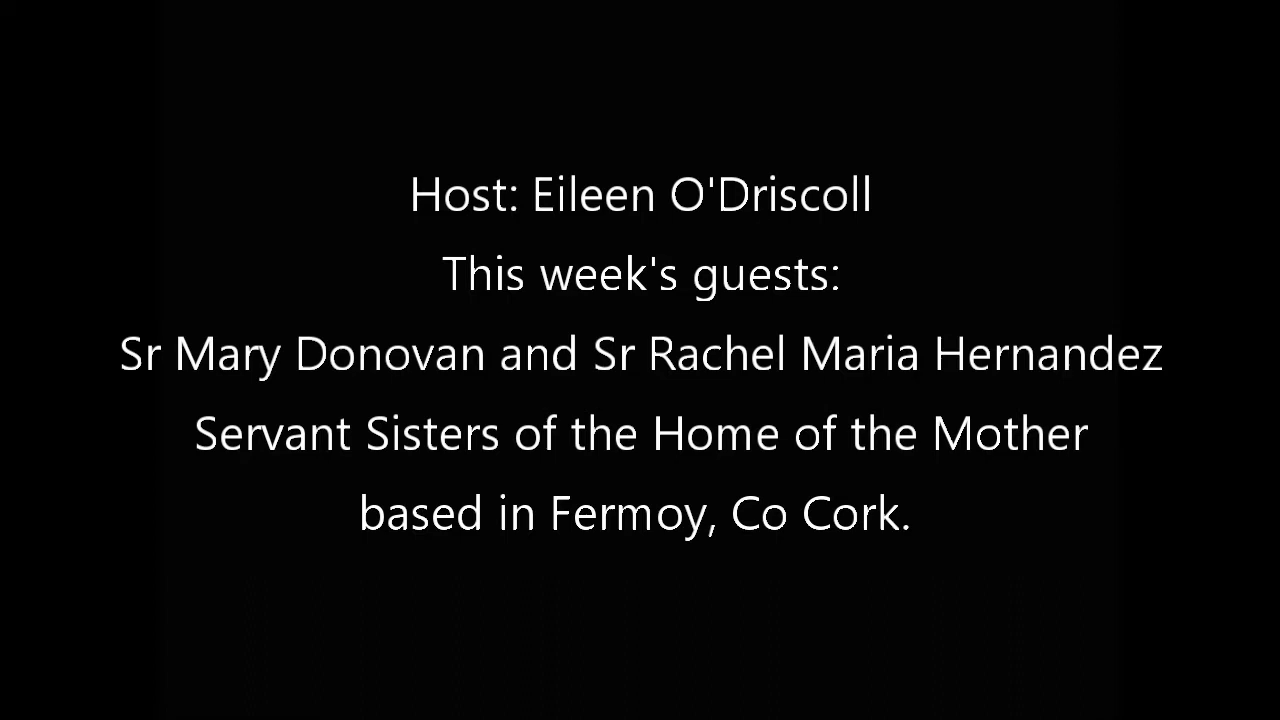 Host: Eileen O'Driscoll
This week's guests:
Sr Mary Donovan and Sr Rachel Maria Hernandez
Servant Sisters of the Home of the Mother
based in Fermoy, Co Cork.